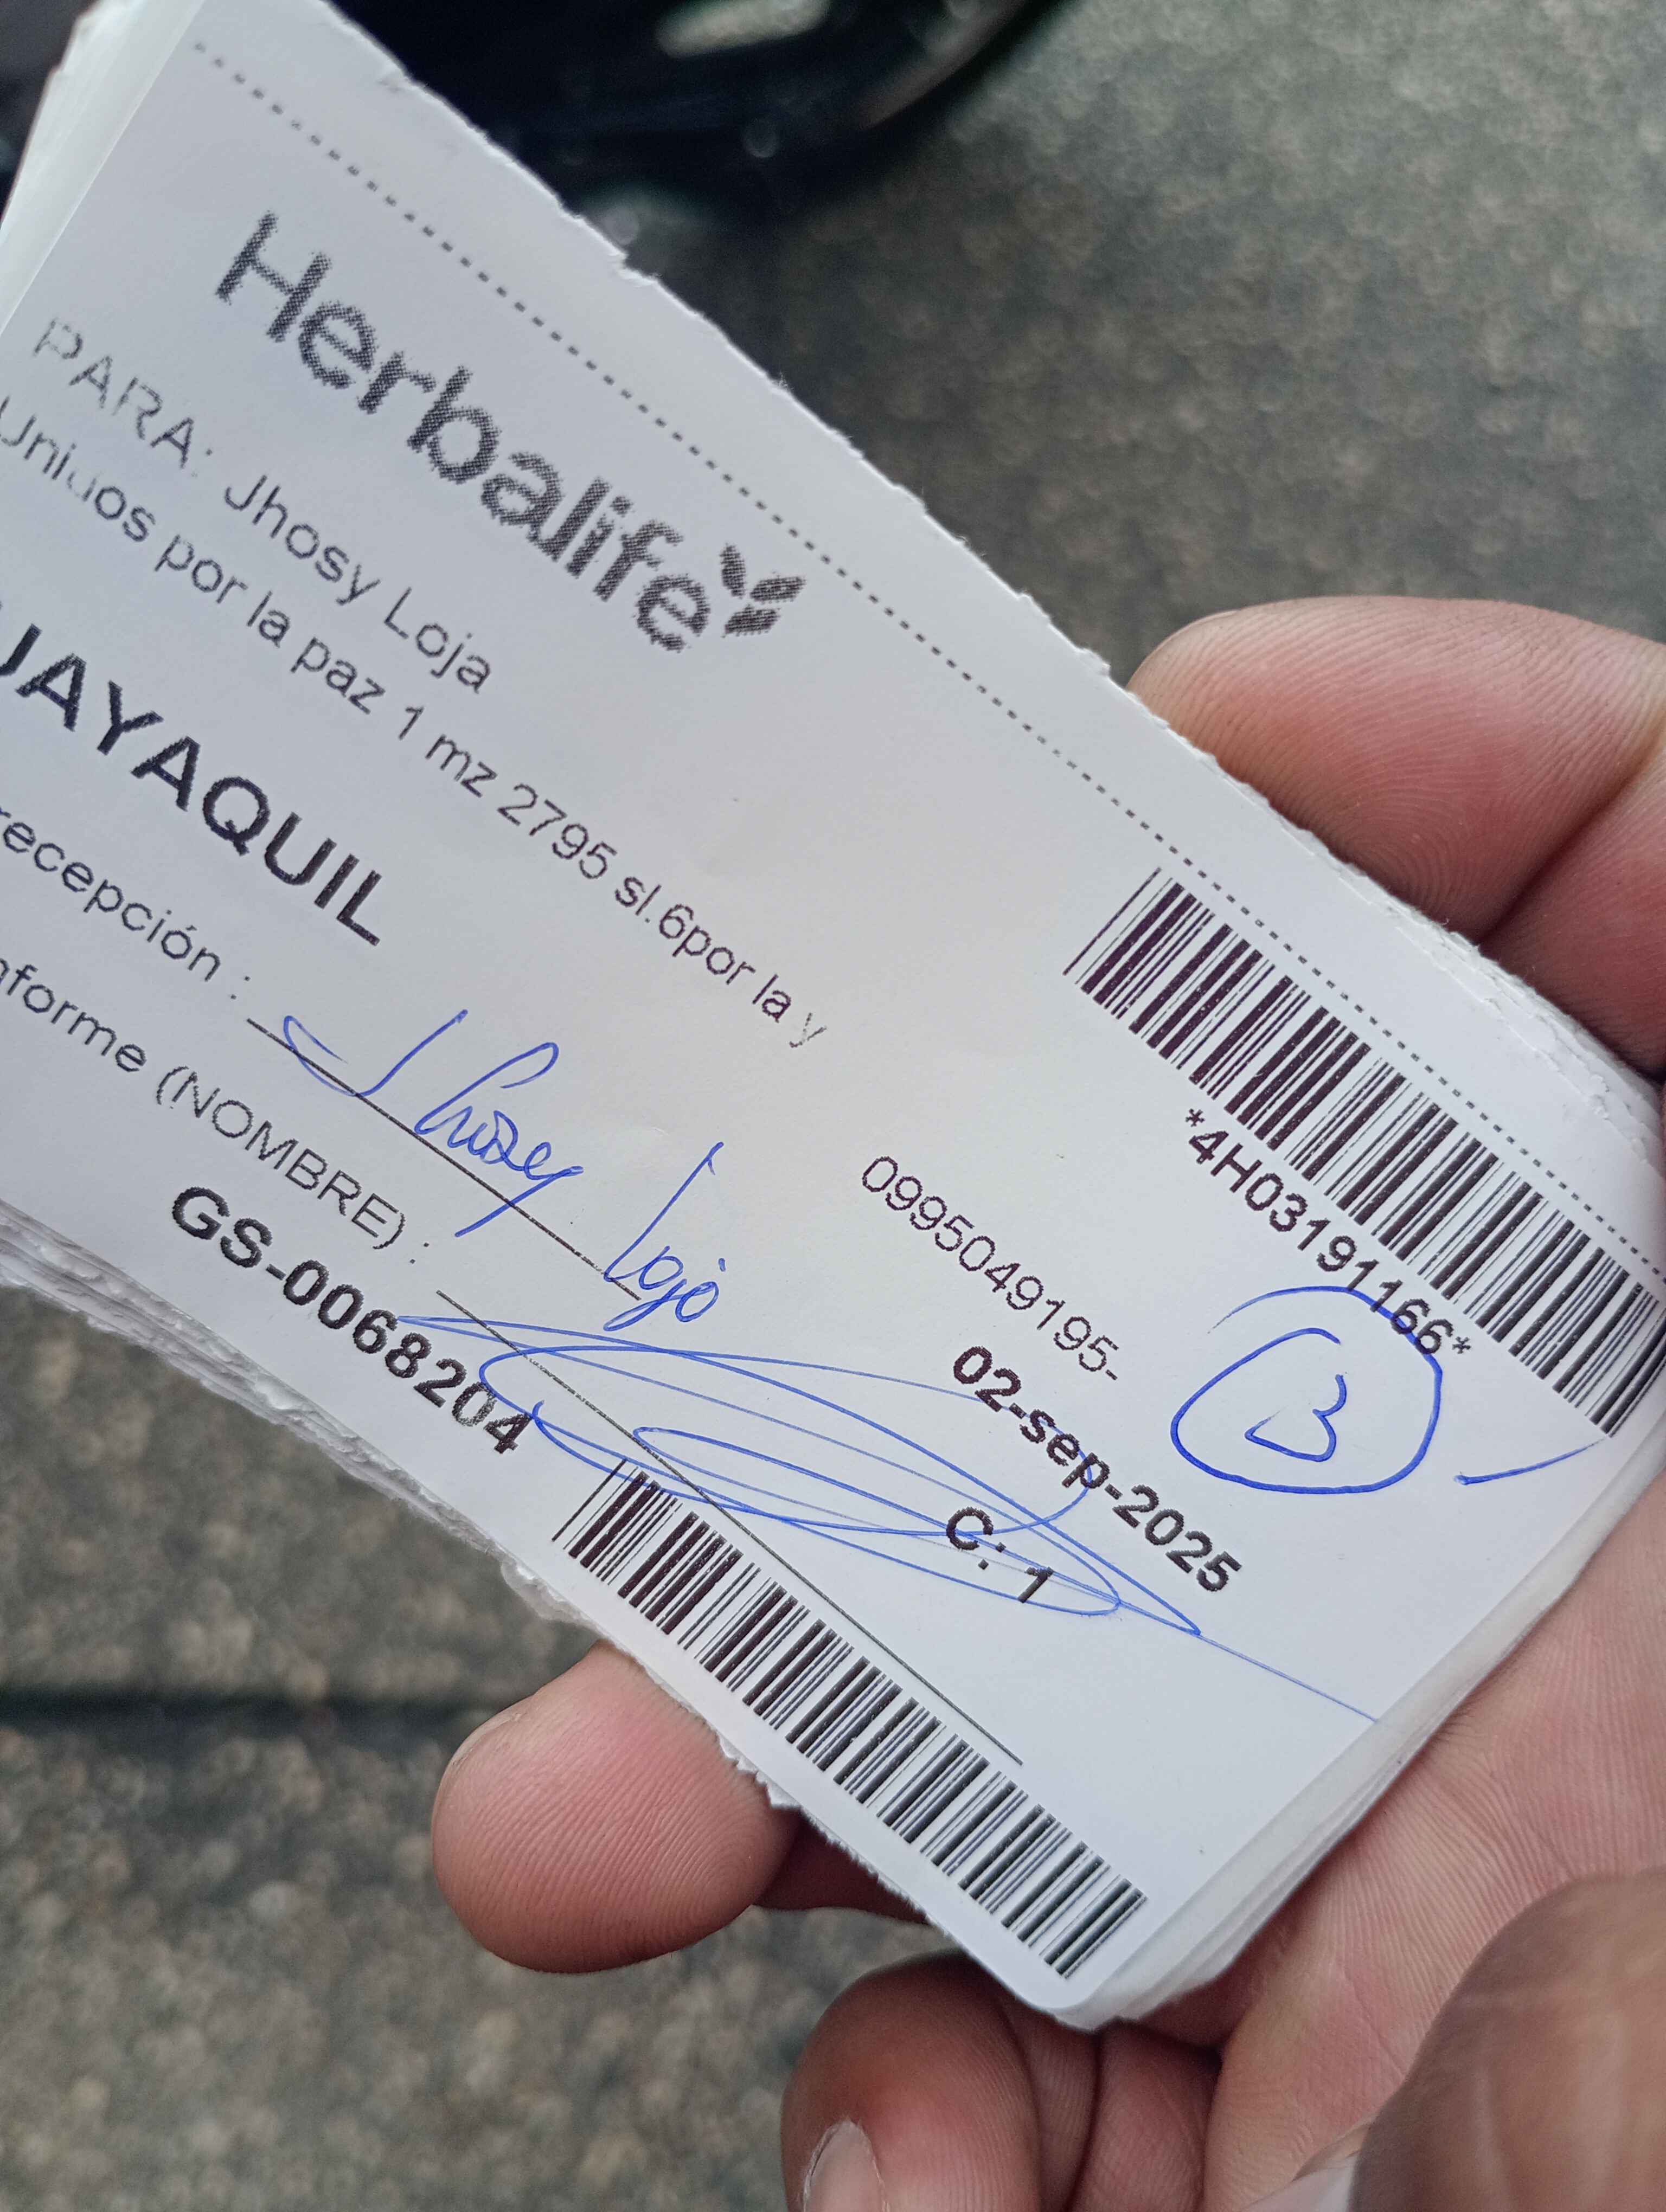 Herbalife
*4H03191166*
PARA: Jhosy Loja
Unidos por la paz 1 mz 2795 sl.6por la y
0995049195-
UAYAQUIL
02-sep-2025
3
recepción : Jhosy Loja
C: 1
nforme (NOMBRE) :
GS-0068204